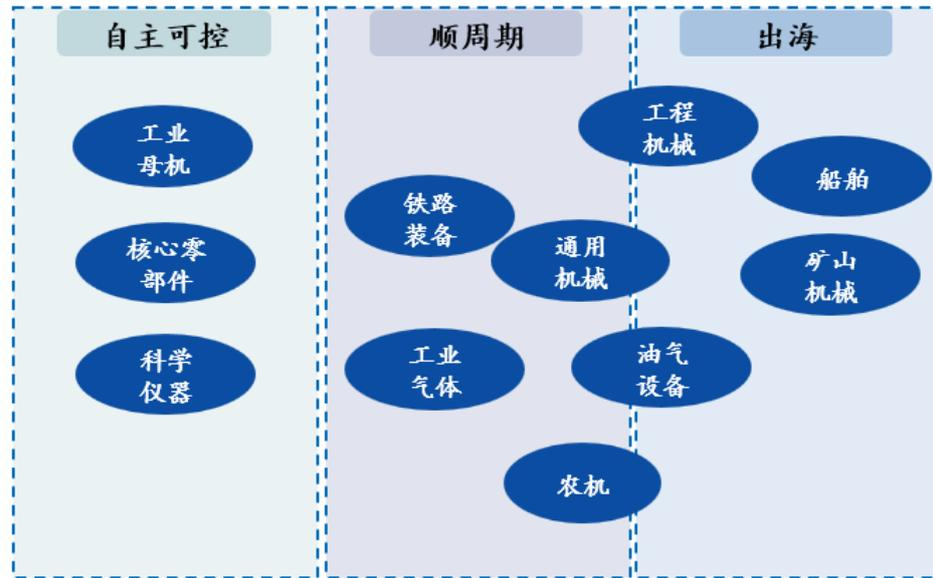 自主可控
顺周期
出海
工业
母机
核心零
部件
科学
仪器
铁路
装备
通用
机械
工业
气体
农机
工程
机械
油气
设备
船舶
矿山
机械